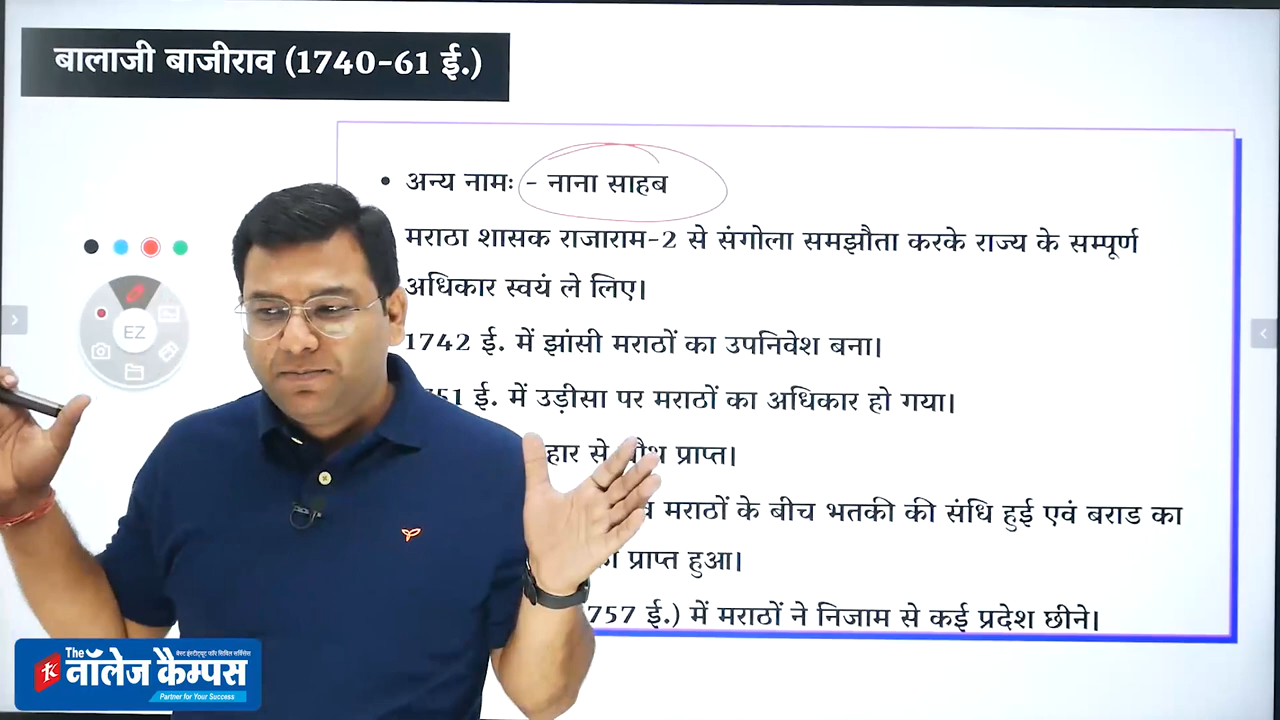 बालाजी बाजीराव (1740-61 ई.)
• अन्य नामः - नाना साहब
मराठा शासक राजाराम-2 से संगोला समझौता करके राज्य के सम्पूर्ण
अधिकार स्वयं ले लिए।
1742 ई. में झांसी मराठों का उपनिवेश बना।
ई. में उड़ीसा पर मराठों का अधिकार हो गया।
से चौथ प्राप्त।
मराठों के बीच भतकी की संधि हुई एवं बराड का
प्राप्त हुआ।
757 ई.) में मराठों ने निजाम से कई प्रदेश छीने।
EZ
The
बेस्ट इंस्टीट्यूट फॉर सिविल सर्विसेस
नॉलेज कैम्पस
Partner for Your Success